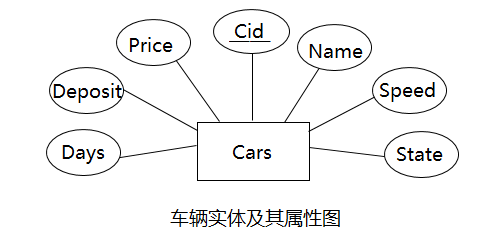 Cid
Price
Name
Deposit
Speed
Days
Cars
State
车辆实体及其属性图